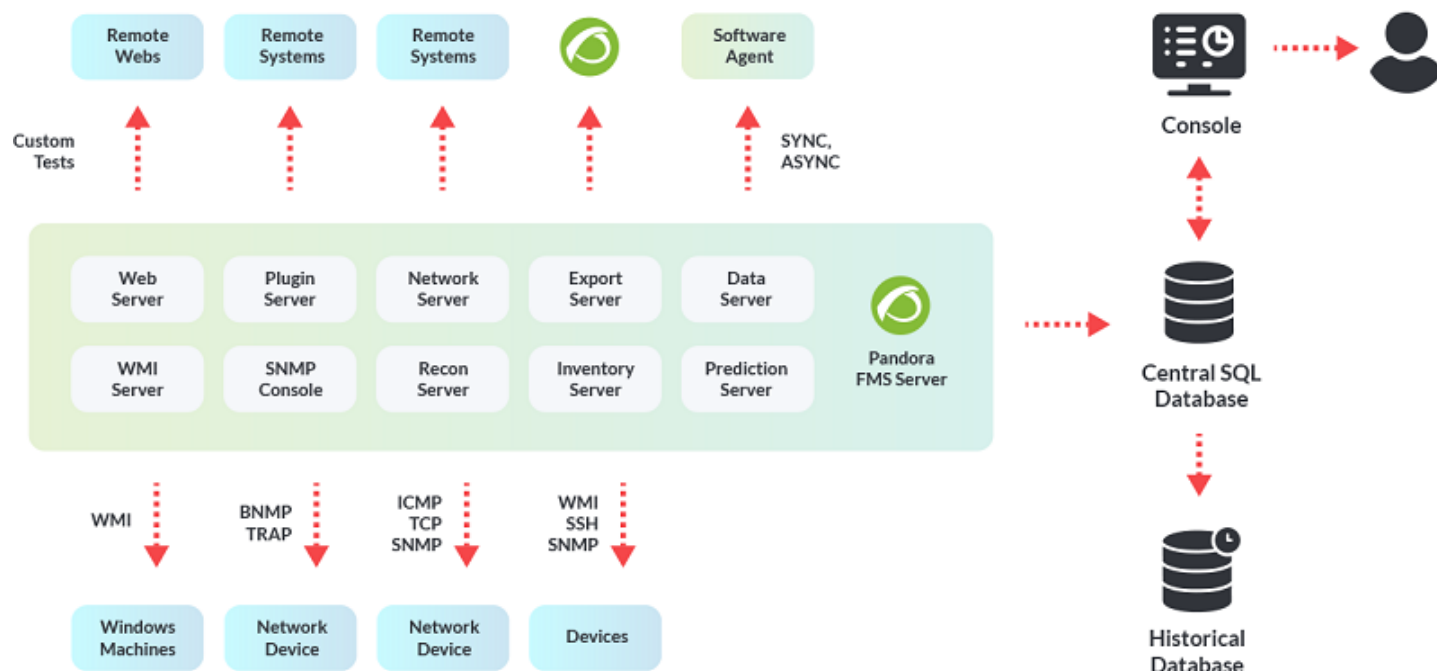 Remote
Webs
Remote
Systems
Remote
Systems
Software
Agent
Console
Custom
Tests
SYNC,
ASYNC
Web
Server
Plugin
Server
Network
Server
Export
Server
Data
Server
WMI
Server
SNMP
Console
Recon
Server
Inventory
Server
Prediction
Server
Pandora
FMS Server
Central SQL
Database
WMI
BNMP
TRAP
ICMP
TCP
SNMP
WMI
SSH
SNMP
Windows
Machines
Network
Device
Network
Device
Devices
Historical
Database